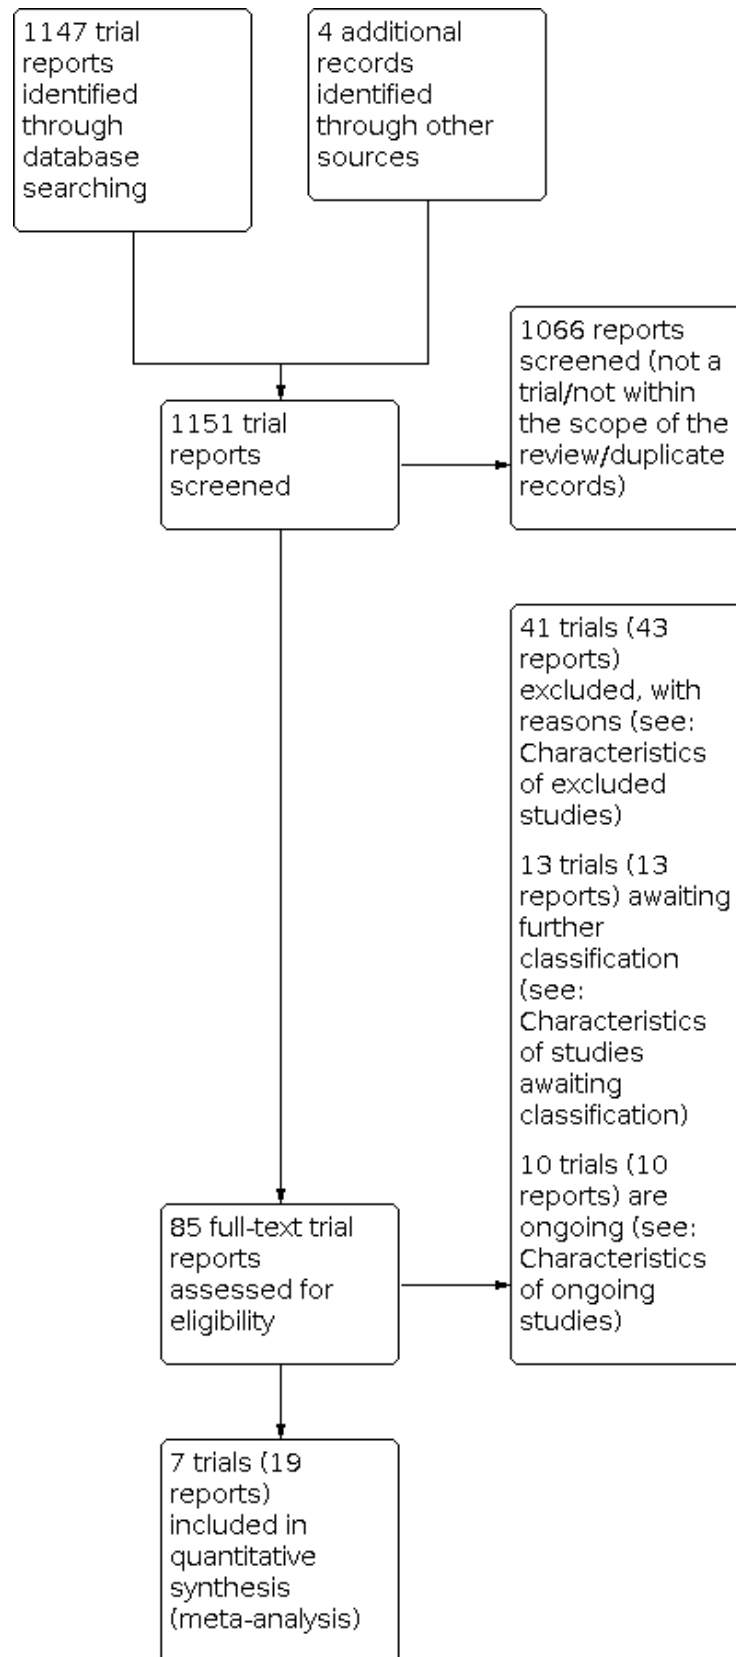 1147 trial
reports
identified
through
database
searching
4 additional
records
identified
through other
sources
1066 reports
screened (not a
trial/not within
the scope of the
review/duplicate
records)
1151 trial
reports
screened
41 trials (43
reports)
excluded, with
reasons (see:
Characteristics
of excluded
studies)
13 trials (13
reports) awaiting
further
classification
(see:
Characteristics
of studies
awaiting
classification)
10 trials (10
reports) are
ongoing (see:
Characteristics
of ongoing
studies)
85 full-text trial
reports
assessed for
eligibility
7 trials (19
reports)
included in
quantitative
synthesis
(meta-analysis)